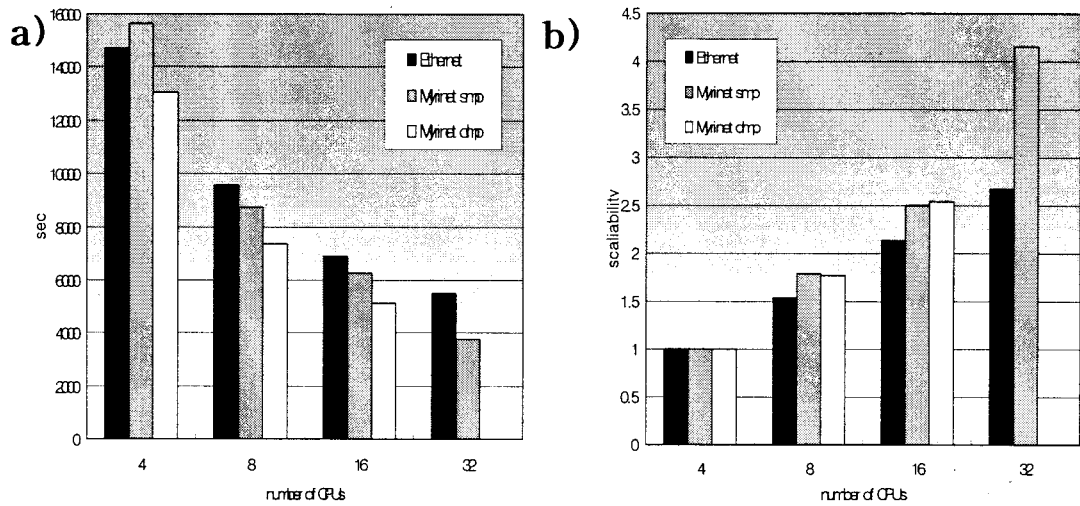 a)
16000
14000
12000
10000
8000
6000
4000
2000
0
sec
4
8
16
32
number of CPUs
Ethernet
Myrinet smp
Myrinet dmp
b)
4.5
4
3.5
3
2.5
2
1.5
1
0.5
0
scaliability
4
8
16
32
number of CPUs
Ethernet
Myrinet smp
Myrinet dmp